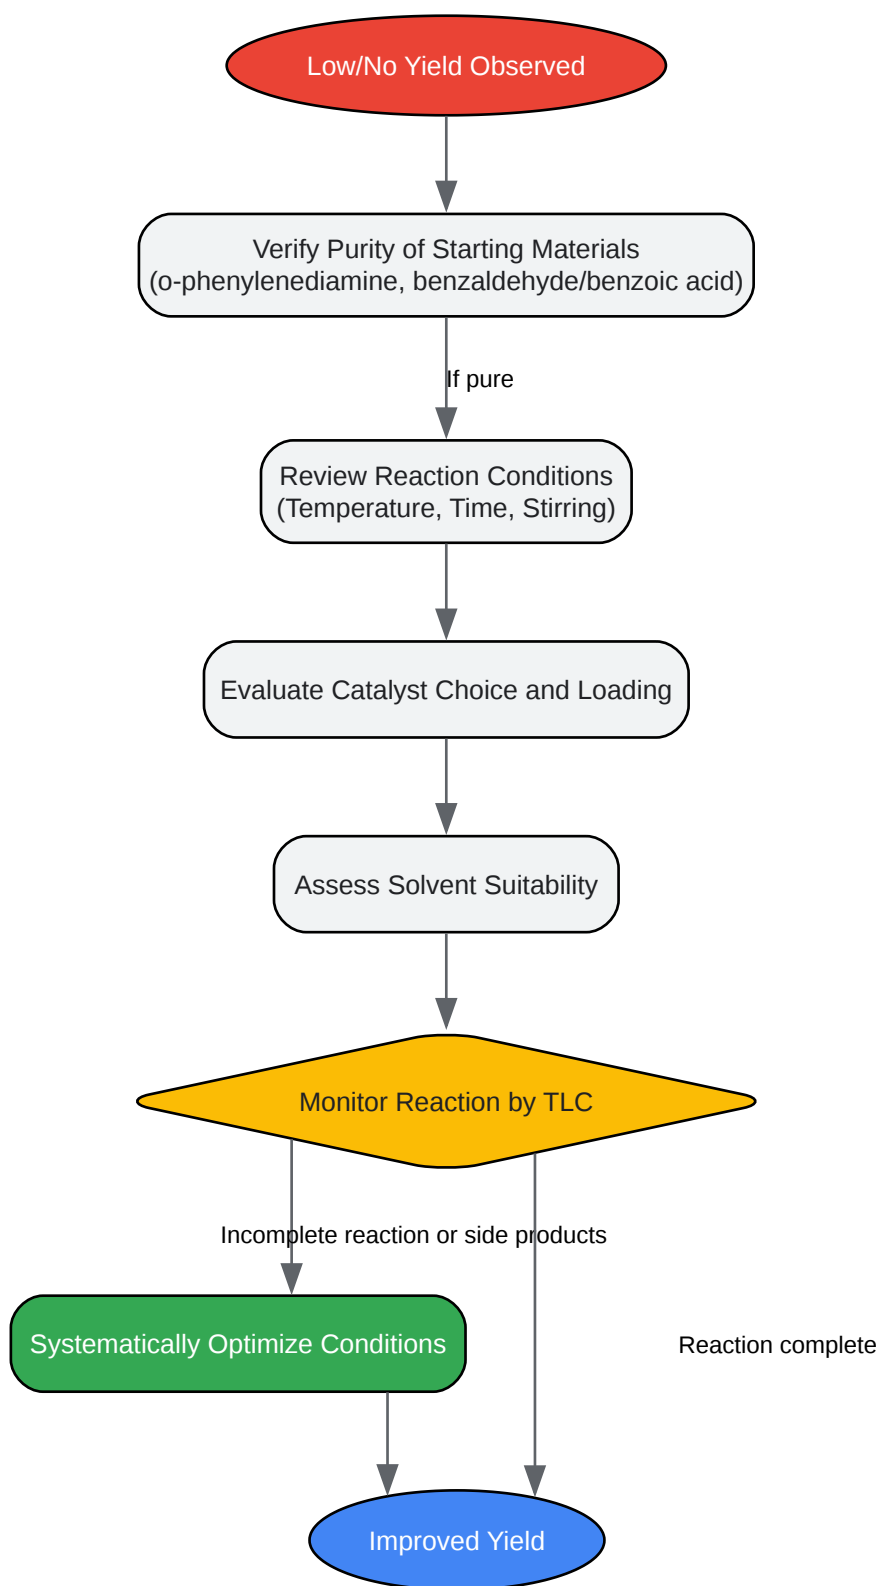 Low/No Yield Observed
Verify Purity of Starting Materials
(o-phenylenediamine, benzaldehyde/benzoic acid)
If pure
Review Reaction Conditions
(Temperature, Time, Stirring)
Evaluate Catalyst Choice and Loading
Assess Solvent Suitability
Monitor Reaction by TLC
Incomplete reaction or side products
Systematically Optimize Conditions
Reaction complete
Improved Yield